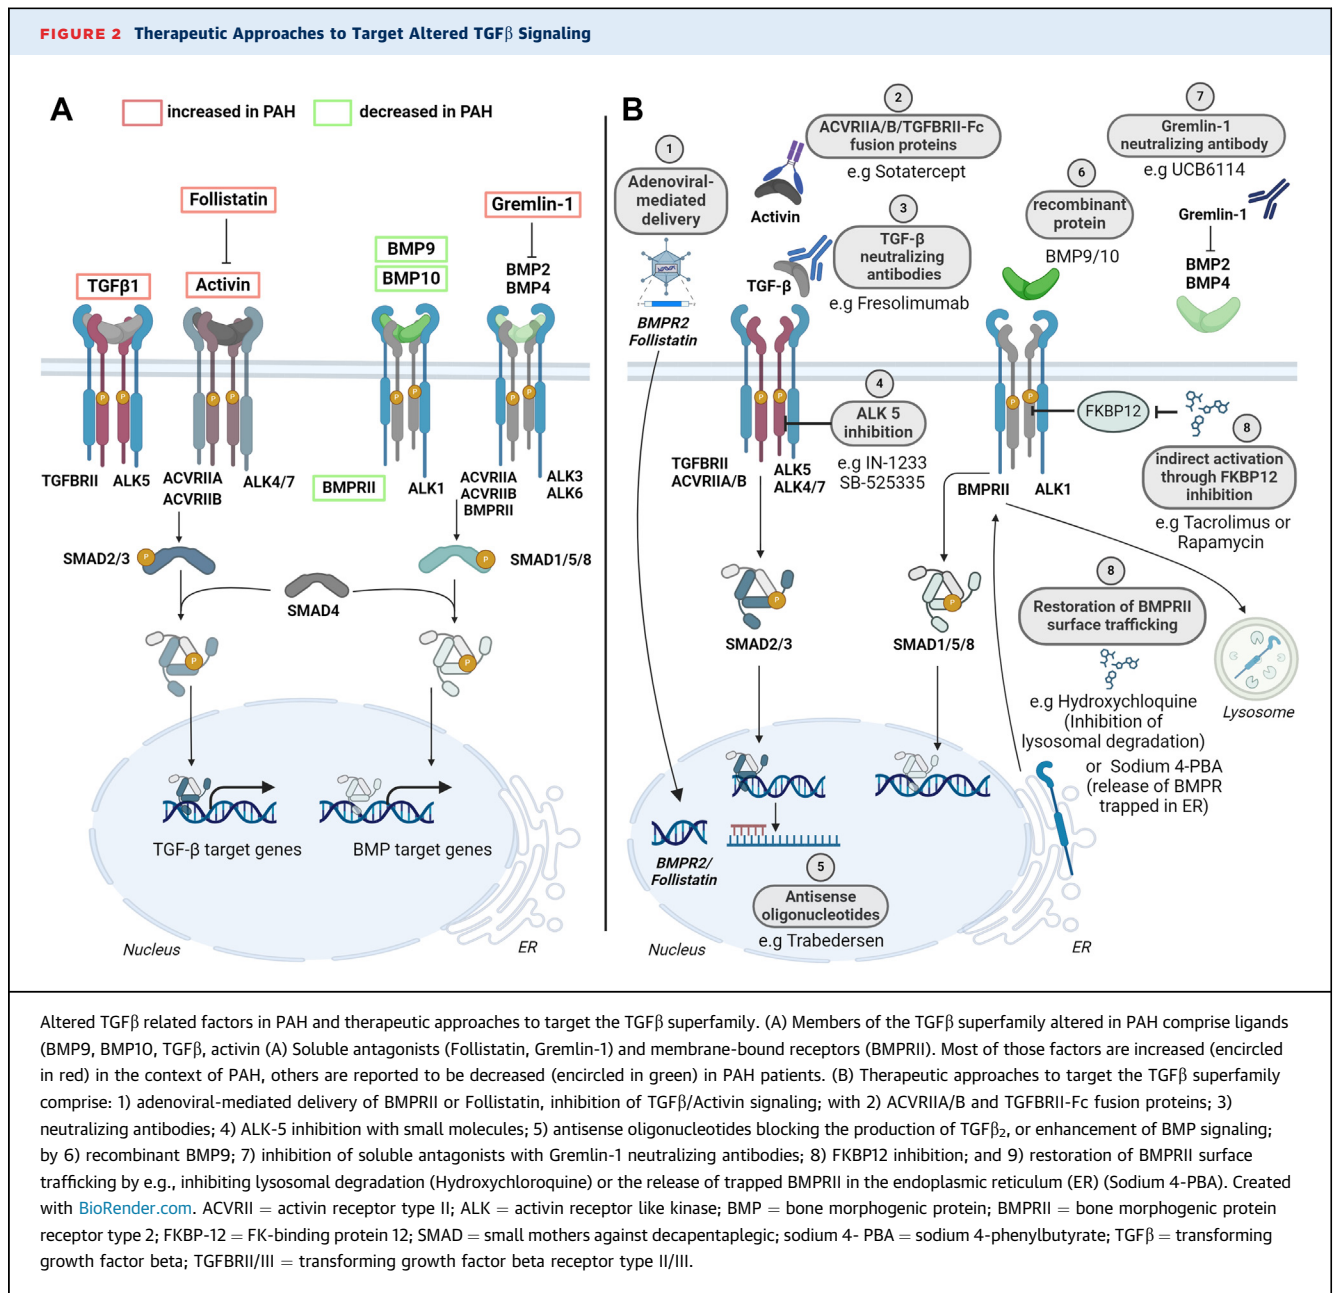 FIGURE 2 Therapeutic Approaches to Target Altered TGFβ Signaling
A
increased in PAH
decreased in PAH
Follistatin
Gremlin-1
BMP9
BMP10
BMP2
BMP4
TGFβ1
Activin
P
P
P
P
P
P
P
P
TGFBRII
ALK5
ACVRIIA
ACVRIIB
ALK4/7
BMPRII
ALK1
ACVRIIA
ACVRIIB
BMPRII
ALK3
ALK6
SMAD2/3
P
SMAD4
P
SMAD1/5/8
P
P
TGF-β target genes
BMP target genes
Nucleus
ER
B
1
Adenoviral-
mediated
delivery
BMPR2
Follistatin
2
ACVRIIA/B/TGFBRII-Fc
fusion proteins
e.g Sotatercept
Activin
3
TGF-β
neutralizing
antibodies
e.g Fresolimumab
TGF-β
6
recombinant
protein
BMP9/10
7
Gremlin-1
neutralizing antibody
e.g UCB6114
Gremlin-1
BMP2
BMP4
P
P
4
ALK 5
inhibition
e.g IN-1233
SB-525335
TGFBRII
ACVRIIA/B
ALK5
ALK4/7
P
P
FKBP12
8
indirect activation
through FKBP12
inhibition
e.g Tacrolimus or
Rapamycin
BMPRII
ALK1
P
SMAD2/3
P
SMAD1/5/8
8
Restoration of BMPRII
surface trafficking
e.g Hydroxychloquine
(Inhibition of
lysosomal degradation)
or Sodium 4-PBA
(release of BMPR
trapped in ER)
Lysosome
BMPR2/
Follistatin
5
Antisense
oligonucleotides
e.g Trabedersen
Nucleus
ER
Altered TGFβ related factors in PAH and therapeutic approaches to target the TGFβ superfamily. (A) Members of the TGFβ superfamily altered in PAH comprise ligands
(BMP9, BMP10, TGFβ, activin (A) Soluble antagonists (Follistatin, Gremlin-1) and membrane-bound receptors (BMPRII). Most of those factors are increased (encircled
in red) in the context of PAH, others are reported to be decreased (encircled in green) in PAH patients. (B) Therapeutic approaches to target the TGFβ superfamily
comprise: 1) adenoviral-mediated delivery of BMPRII or Follistatin, inhibition of TGFβ/Activin signaling; with 2) ACVRIIA/B and TGFBRII-Fc fusion proteins; 3)
neutralizing antibodies; 4) ALK-5 inhibition with small molecules; 5) antisense oligonucleotides blocking the production of TGFβ₂, or enhancement of BMP signaling;
by 6) recombinant BMP9; 7) inhibition of soluble antagonists with Gremlin-1 neutralizing antibodies; 8) FKBP12 inhibition; and 9) restoration of BMPRII surface
trafficking by e.g., inhibiting lysosomal degradation (Hydroxychloroquine) or the release of trapped BMPRII in the endoplasmic reticulum (ER) (Sodium 4-PBA). Created
with BioRender.com. ACVRII = activin receptor type II; ALK = activin receptor like kinase; BMP = bone morphogenic protein; BMPRII = bone morphogenic protein
receptor type 2; FKBP-12 = FK-binding protein 12; SMAD = small mothers against decapentaplegic; sodium 4- PBA = sodium 4-phenylbutyrate; TGFβ = transforming
growth factor beta; TGFBRII/III = transforming growth factor beta receptor type II/III.